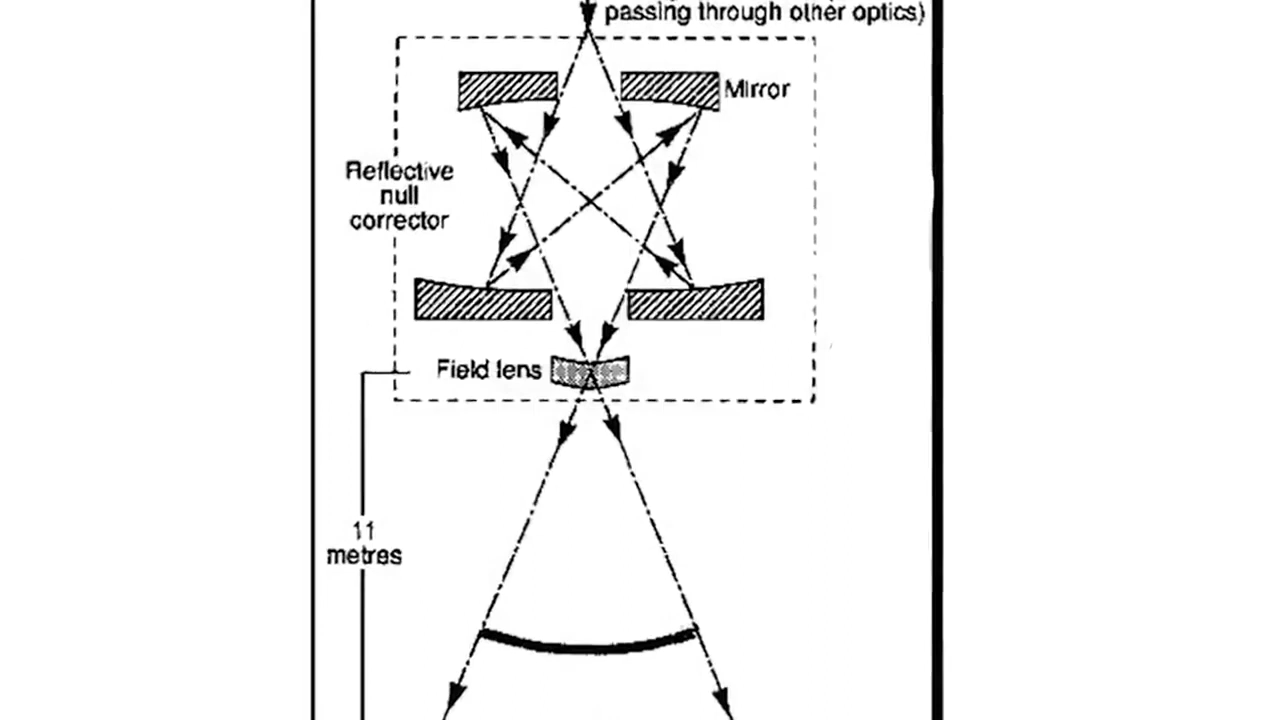 passing through other optics)
Mirror
Reflective
null
corrector
Field lens
11
metres